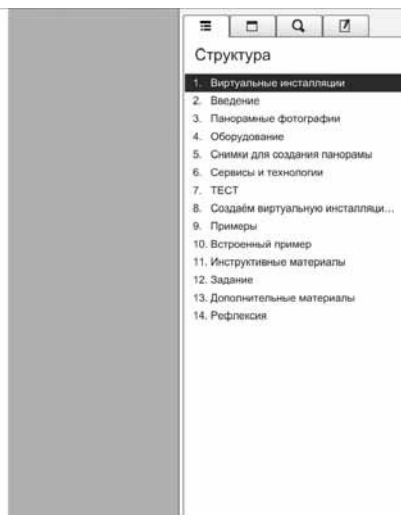 Структура
1. Виртуальные инсталляции
2. Введение
3. Панорамные фотографии
4. Оборудование
5. Снимки для создания панорамы
6. Сервисы и технологии
7. ТЕСТ
8. Создаём виртуальную инсталляци...
9. Примеры
10. Встроенный пример
11. Инструктивные материалы
12. Задание
13. Дополнительные материалы
14. Рефлексия